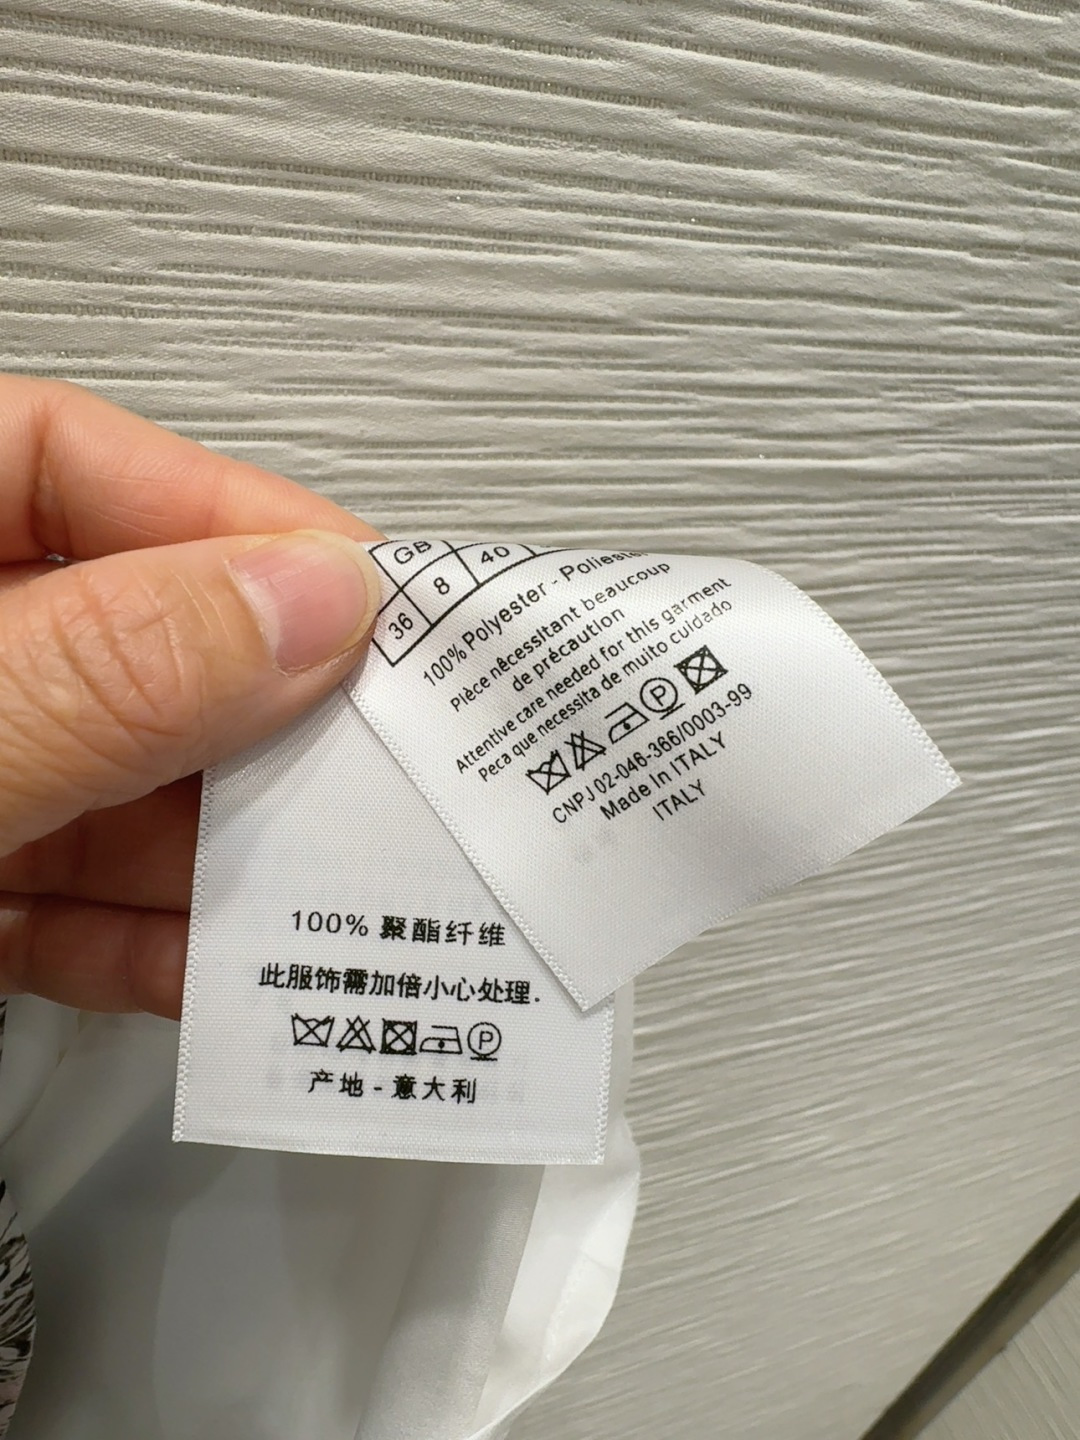 GB 40
36 8
100% Polyester - Poliester
Pièce nêcessitant beaucoup
de précaution
Attentive care needed for this garment
Peca que necessita de muito cuidado
P
CNPJ 02-046-366/0003-99
Made In ITALY
ITALY
100% 聚酯纤维
此服饰需加倍小心处理.
P
产地 - 意大利